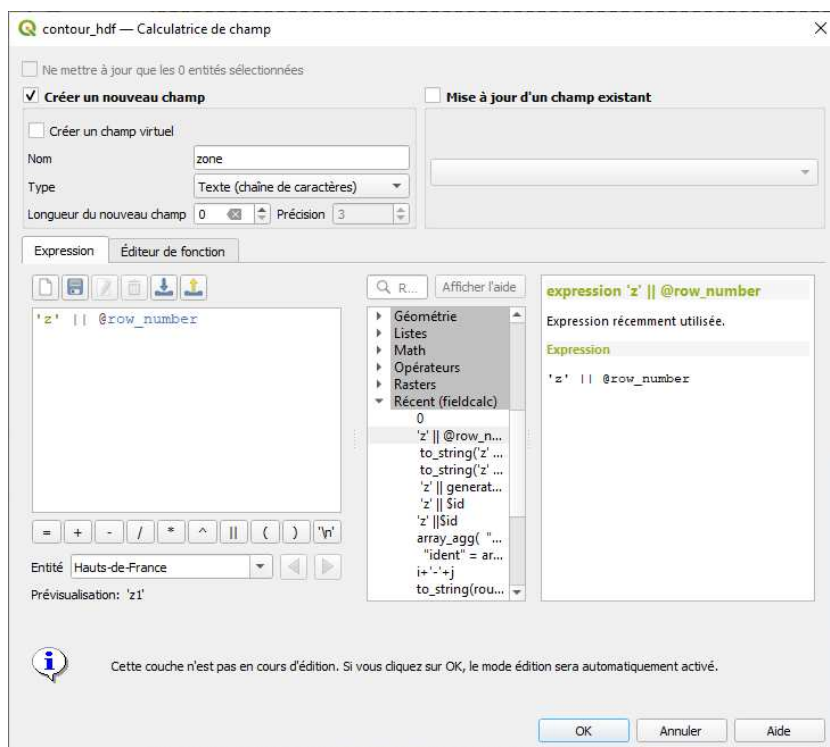 contour_hdf — Calculatrice de champ
Ne mettre à jour que les 0 entités sélectionnées
Créer un nouveau champ
Mise à jour d'un champ existant
Créer un champ virtuel
Nom zone
Type Texte (chaîne de caractères)
Longueur du nouveau champ 0 Précision 3
Expression Éditeur de fonction
R... Afficher l'aide
'z' || @row_number
Géométrie
Listes
Math
Opérateurs
Rasters
Récent (fieldcalc)
0
'z' || @row_n...
to_string('z' ...
to_string('z' ...
'z' || generat...
'z' || $id
'z' ||$id
array_agg( "...
"ident" = ar...
i+'-'+j
to_string(rou...
expression 'z' || @row_number
Expression récemment utilisée.
Expression
'z' || @row_number
= + - / * ^ || ( ) '\n'
Entité Hauts-de-France
Prévisualisation: 'z1'
Cette couche n'est pas en cours d'édition. Si vous cliquez sur OK, le mode édition sera automatiquement activé.
OK Annuler Aide